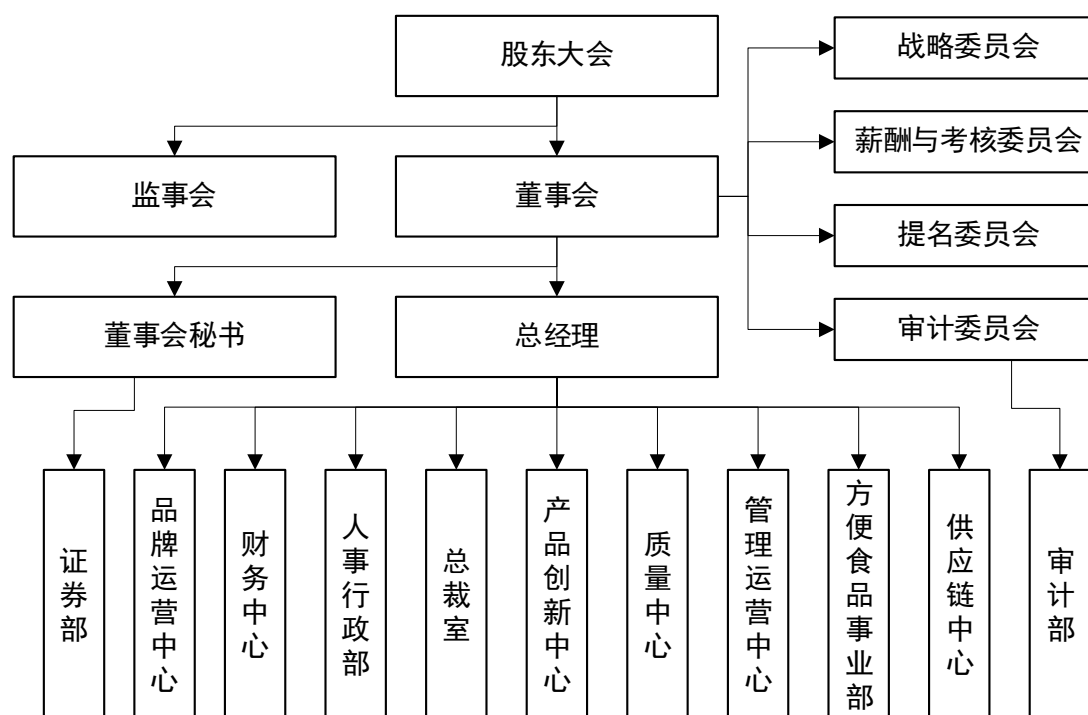 股东大会
战略委员会
薪酬与考核委员会
监事会
董事会
提名委员会
董事会秘书
总经理
审计委员会
证券部
品牌运营中心
财务中心
人事行政部
总裁室
产品创新中心
质量中心
管理运营中心
方便食品事业部
供应链中心
审计部